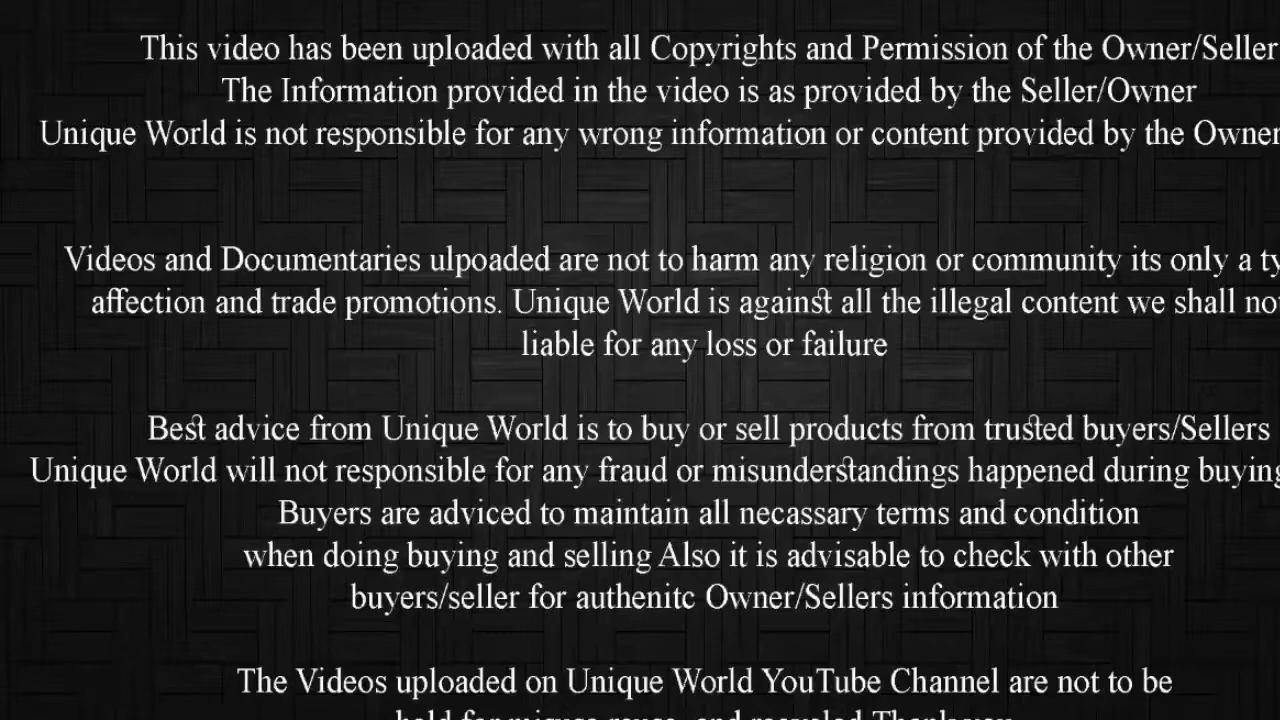 This video has been uploaded with all Copyrights and Permission of the Owner/Seller
The Information provided in the video is as provided by the Seller/Owner
Unique World is not responsible for any wrong information or content provided by the Owner
Videos and Documentaries ulpoaded are not to harm any religion or community its only a ty
affection and trade promotions. Unique World is against all the illegal content we shall no
liable for any loss or failure
Best advice from Unique World is to buy or sell products from trusted buyers/Sellers
Unique World will not responsible for any fraud or misunderstandings happened during buying
Buyers are adviced to maintain all necassary terms and condition
when doing buying and selling Also it is advisable to check with other
buyers/seller for authenitc Owner/Sellers information
The Videos uploaded on Unique World YouTube Channel are not to be